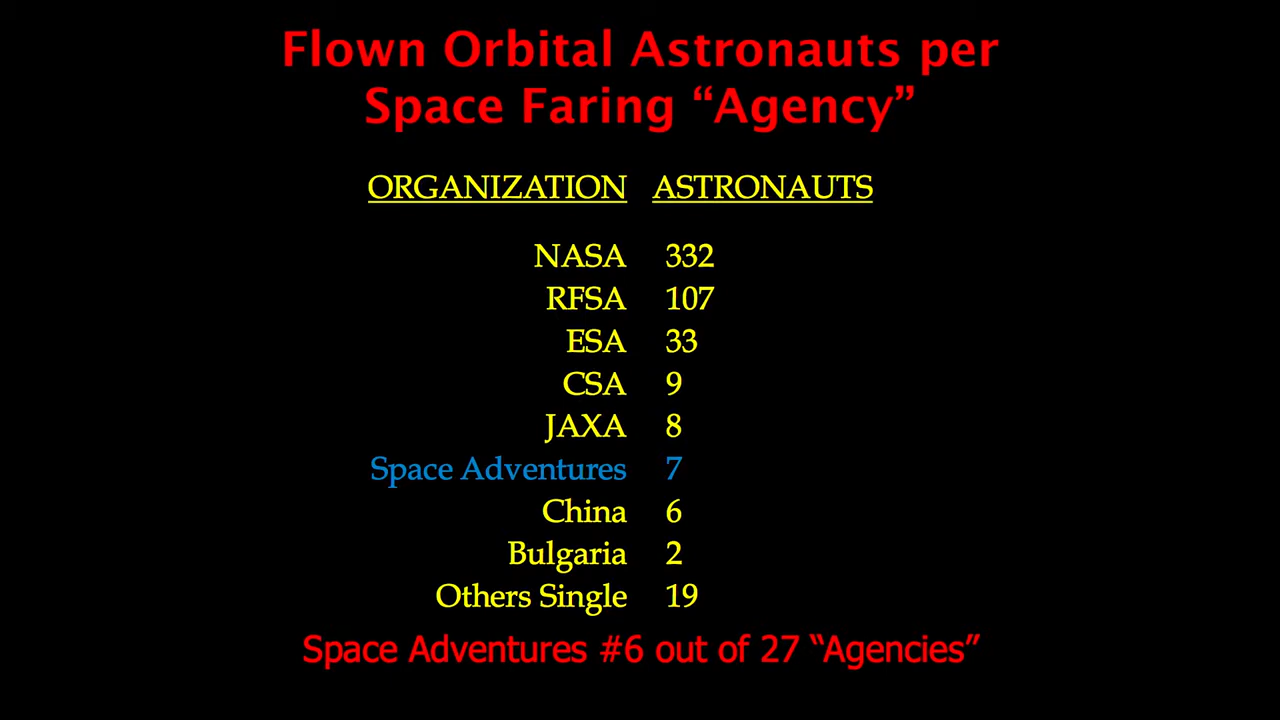 Flown Orbital Astronauts per
Space Faring “Agency”
ORGANIZATION ASTRONAUTS
NASA 332
RFSA 107
ESA 33
CSA 9
JAXA 8
Space Adventures 7
China 6
Bulgaria 2
Others Single 19
Space Adventures #6 out of 27 “Agencies”